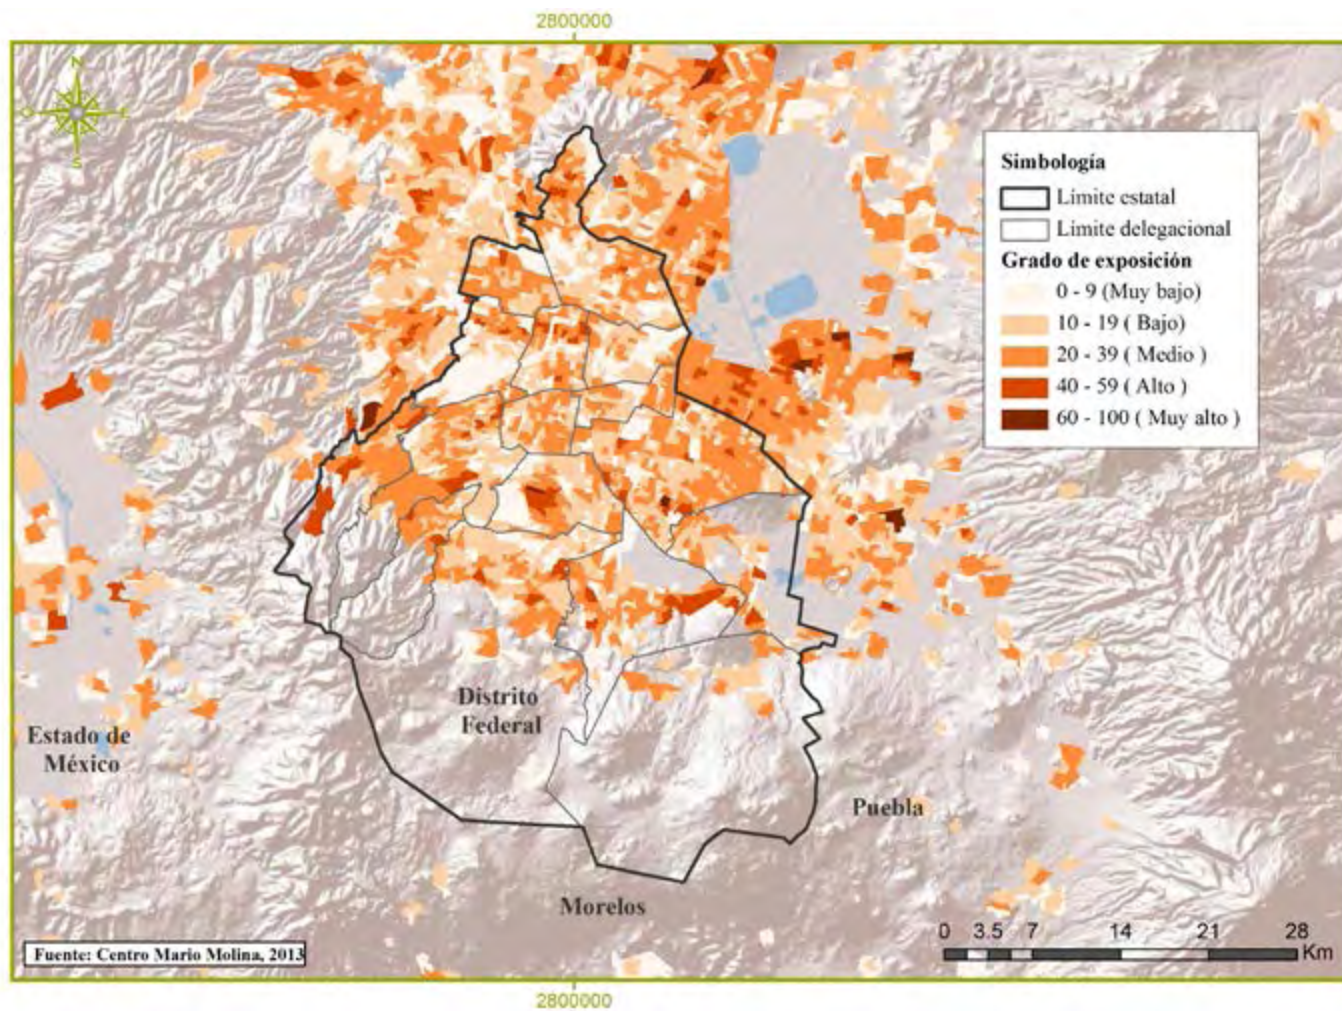 2800000
N
O
E
S
Simbología
Límite estatal
Límite delegacional
Grado de exposición
0 - 9 (Muy bajo)
10 - 19 ( Bajo)
20 - 39 ( Medio )
40 - 59 ( Alto )
60 - 100 ( Muy alto )
Distrito
Federal
Estado de
México
Puebla
Morelos
0 3.5 7 14 21 28
Km
Fuente: Centro Mario Molina, 2013
2800000